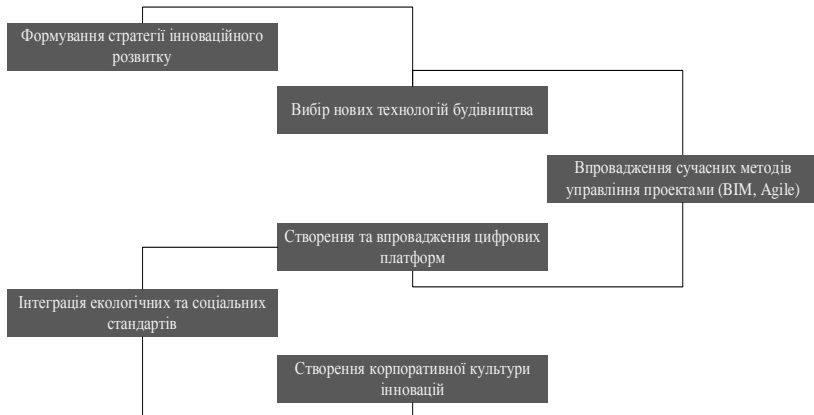 Формування стратегії інноваційного
розвитку
Вибір нових технологій будівництва
Впровадження сучасних методів
управління проектами (BIM, Agile)
Створення та впровадження цифрових
платформ
Інтеграція екологічних та соціальних
стандартів
Створення корпоративної культури
інновацій